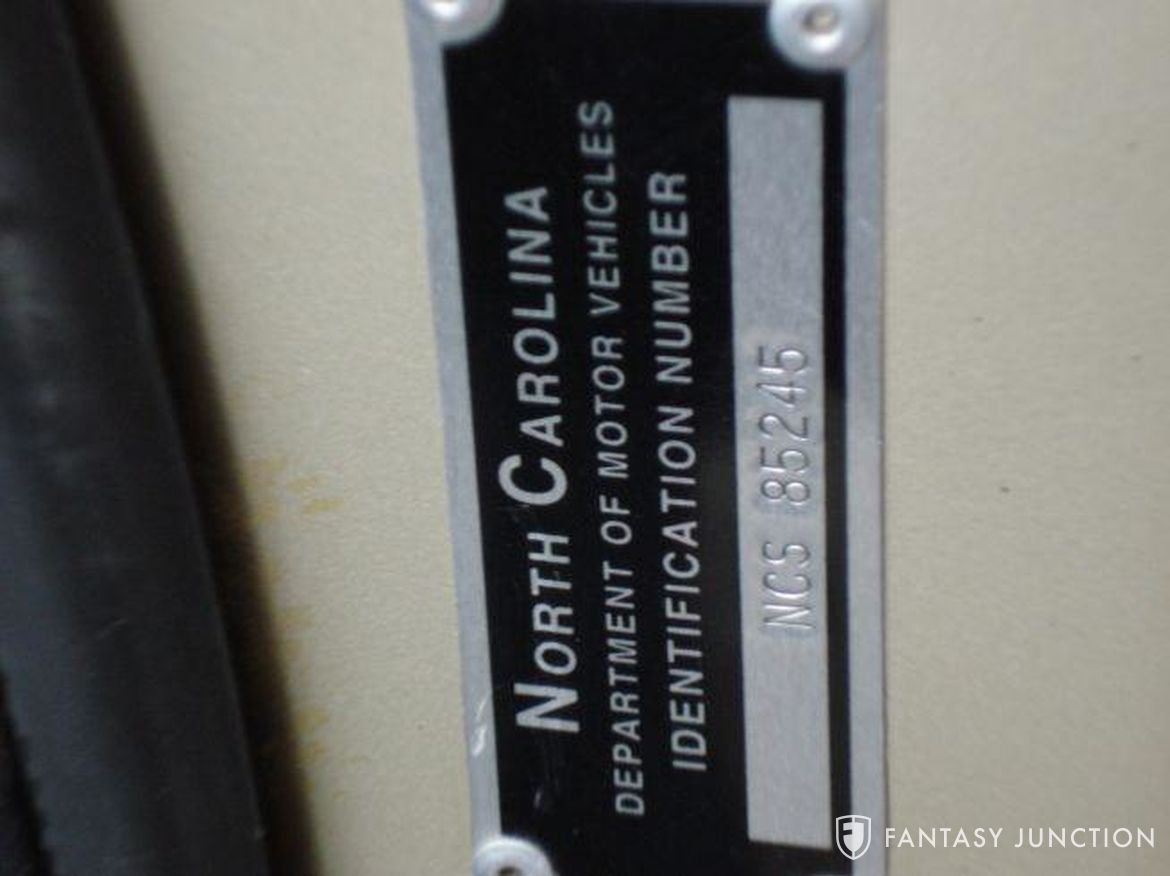 NORTH CAROLINA
DEPARTMENT OF MOTOR VEHICLES
IDENTIFICATION NUMBER
NCS 85245
FANTASY JUNCTION